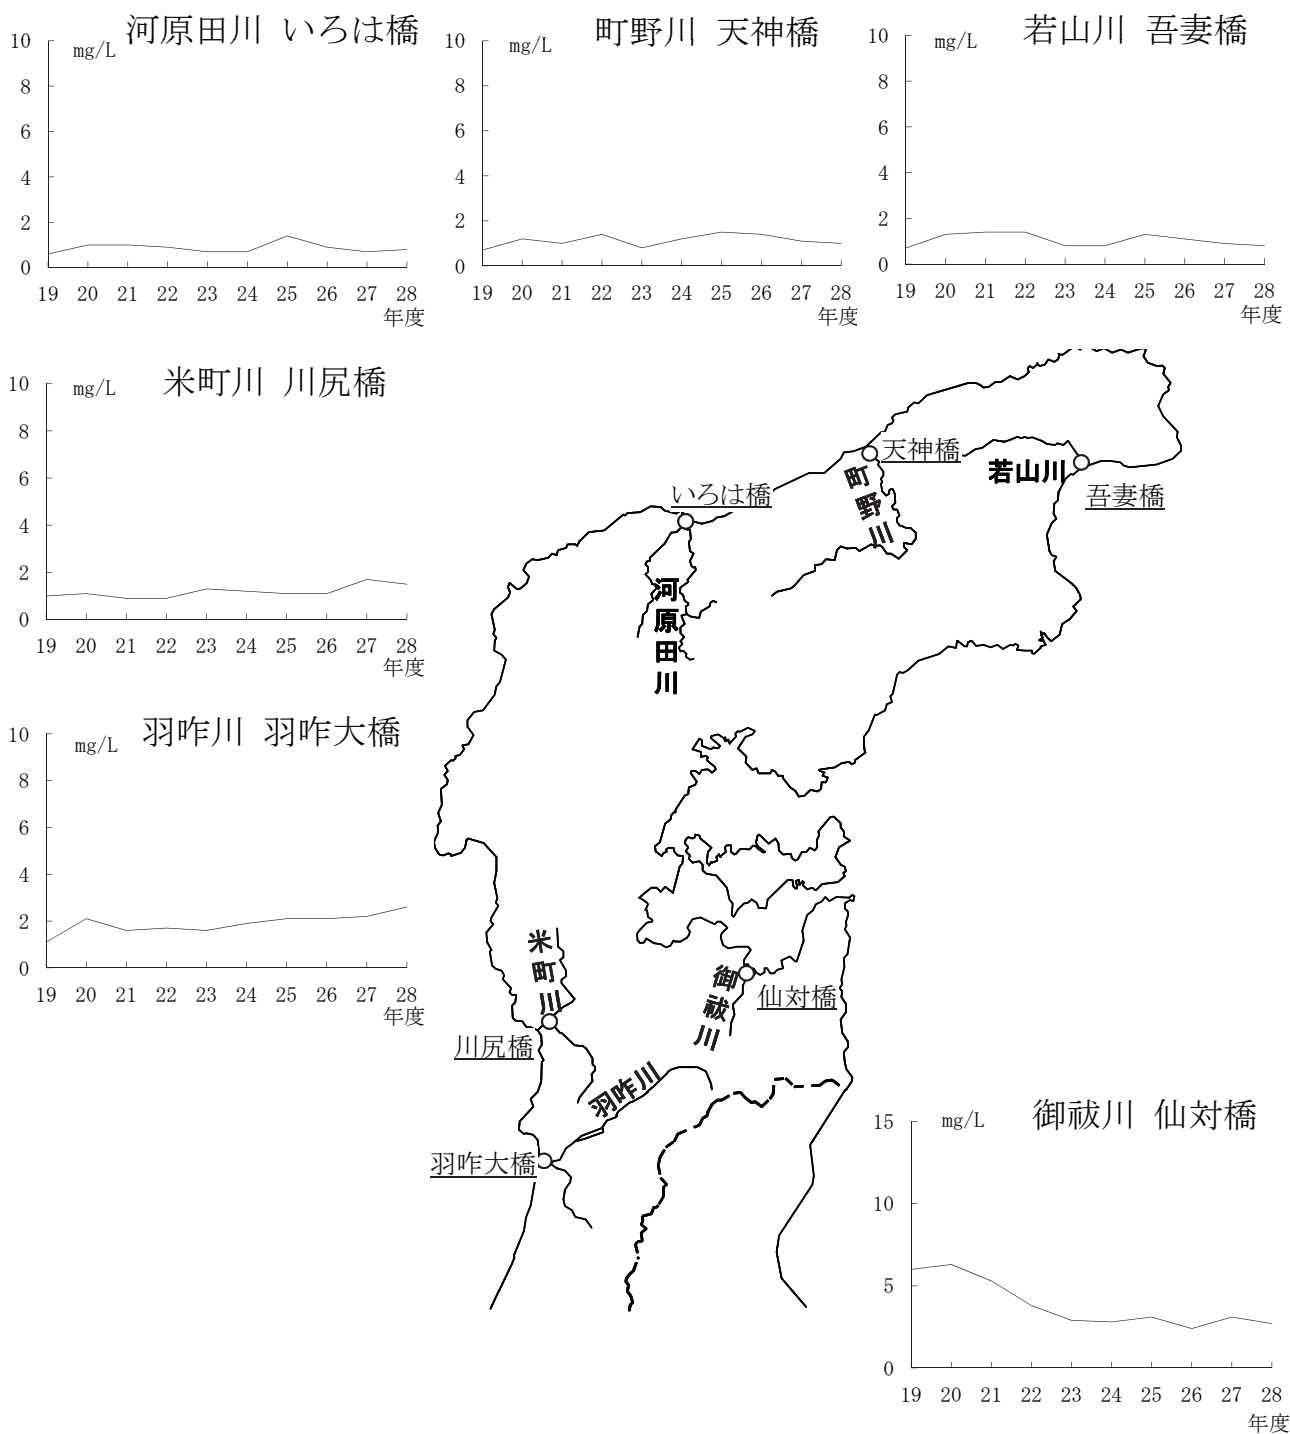 河原田川 いろは橋
mg/L
10
8
6
4
2
0
19 20 21 22 23 24 25 26 27 28
年度
町野川 天神橋
mg/L
10
8
6
4
2
0
19 20 21 22 23 24 25 26 27 28
年度
若山川 吾妻橋
mg/L
10
8
6
4
2
0
19 20 21 22 23 24 25 26 27 28
年度
米町川 川尻橋
mg/L
10
8
6
4
2
0
19 20 21 22 23 24 25 26 27 28
年度
羽咋川 羽咋大橋
mg/L
10
8
6
4
2
0
19 20 21 22 23 24 25 26 27 28
年度
天神橋
町野川
若山川
吾妻橋
いろは橋
河原田川
米町川
川尻橋
御祓川
仙対橋
羽咋川
羽咋大橋
御祓川 仙対橋
mg/L
15
10
5
0
19 20 21 22 23 24 25 26 27 28
年度